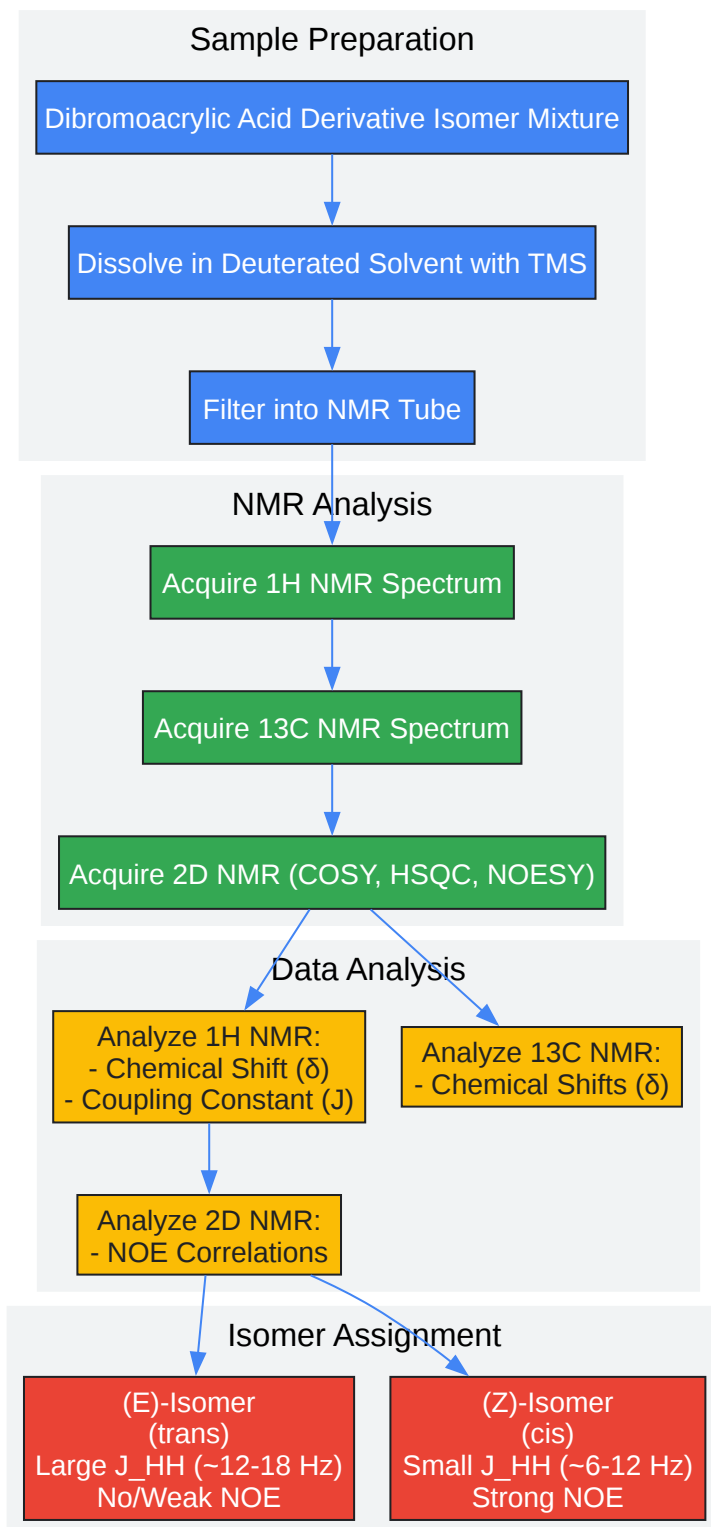 Sample Preparation
Dibromoacrylic Acid Derivative Isomer Mixture
Dissolve in Deuterated Solvent with TMS
Filter into NMR Tube
NMR Analysis
Acquire 1H NMR Spectrum
Acquire 13C NMR Spectrum
Acquire 2D NMR (COSY, HSQC, NOESY)
Data Analysis
Analyze 1H NMR:
- Chemical Shift (δ)
- Coupling Constant (J)
Analyze 13C NMR:
- Chemical Shifts (δ)
Analyze 2D NMR:
- NOE Correlations
Isomer Assignment
(E)-Isomer
(trans)
Large J_HH (~12-18 Hz)
No/Weak NOE
(Z)-Isomer
(cis)
Small J_HH (~6-12 Hz)
Strong NOE